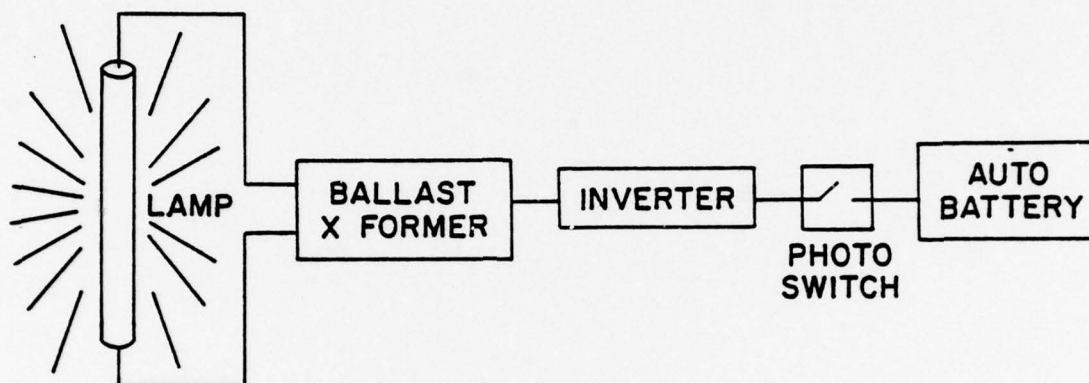 LAMP
BALLAST
X FORMER
INVERTER
PHOTO
SWITCH
AUTO
BATTERY